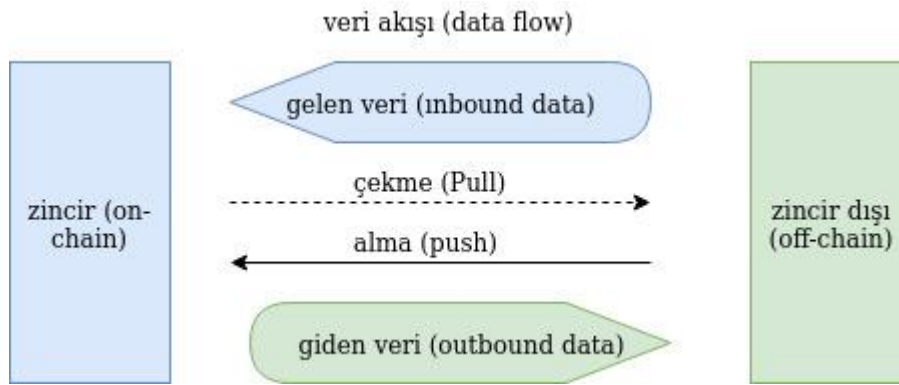 veri akışı (data flow)
gelen veri (ınbound data)
çekme (Pull)
zincir (on-
chain)
zincir dışı
(off-chain)
alma (push)
giden veri (outbound data)